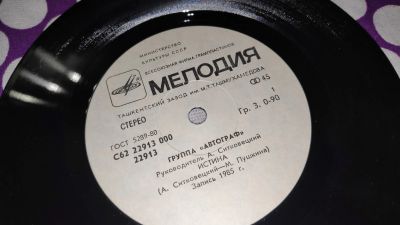 МИНИСТЕРСТВО
КУЛЬТУРЫ СССР
ВСЕСОЮЗНАЯ ФИРМА ГРАМПЛАСТИНОК
МЕЛОДИЯ
ТАШКЕНТСКИЙ ЗАВОД ИМ. М.Т. ТАШМУХАМЕДОВА
СТЕРЕО
45
ГОСТ 5289-80
Гр. 3. 0-90
С62 22913 000
22913
1
ГРУППА «АВТОГРАФ»
Руководитель А. Ситковецкий
ИСТИНА
(А. Ситковецкий — М. Пушкина)
Запись 1985 г.